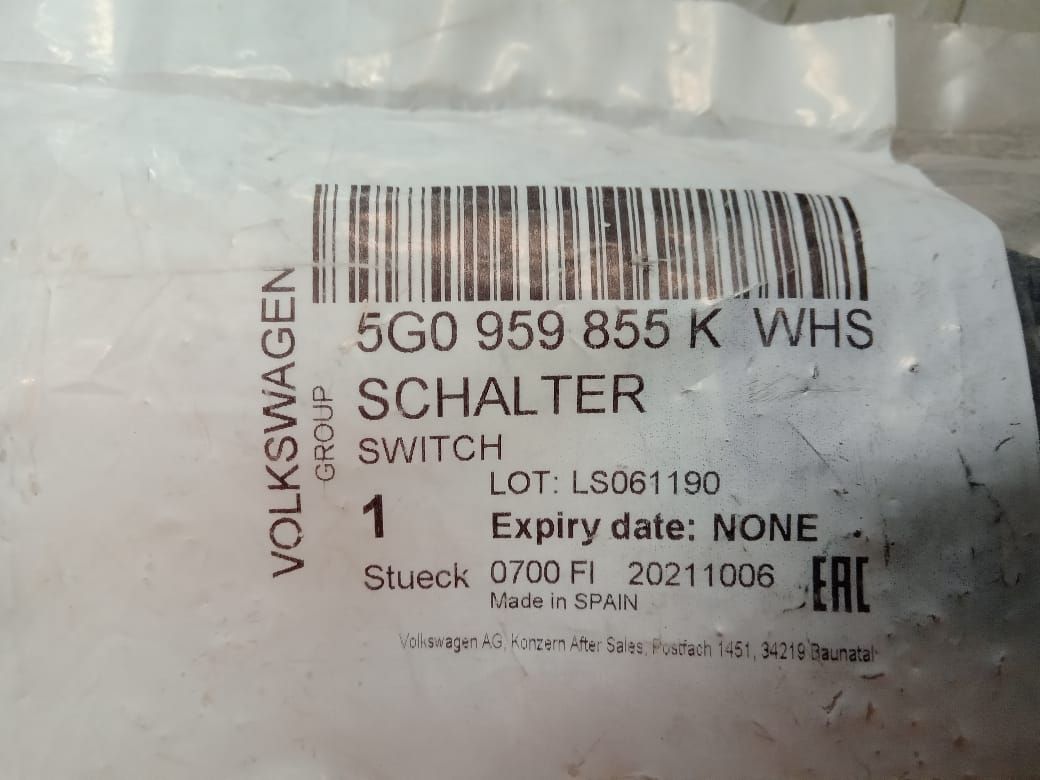 VOLKSWAGEN
GROUP
5G0 959 855 K WHS
SCHALTER
SWITCH
LOT: LS061190
1
Expiry date: NONE
Stueck 0700 FI 20211006
EAC
Made in SPAIN
Volkswagen AG, Konzern After Sales, Postfach 1451, 34219 Baunatal